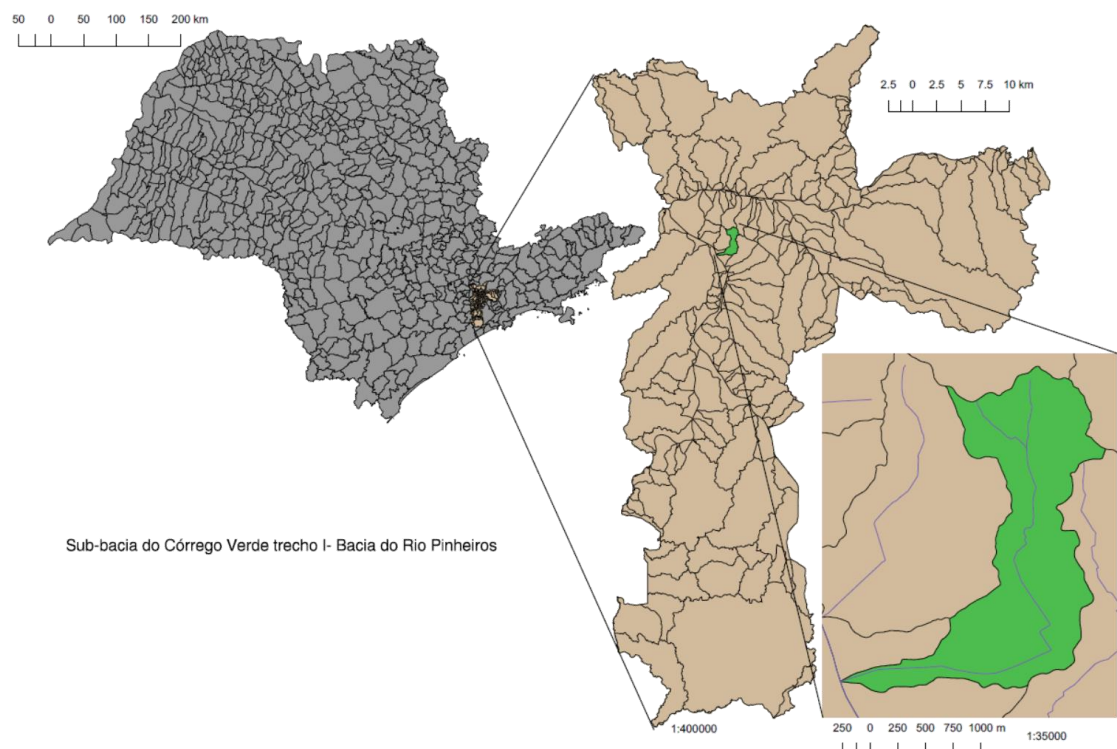 50 0 50 100 150 200 km
2.5 0 2.5 5 7.5 10 km
Sub-bacia do Córrego Verde trecho I- Bacia do Rio Pinheiros
1:400000
250 0 250 500 750 1000 m
1:35000